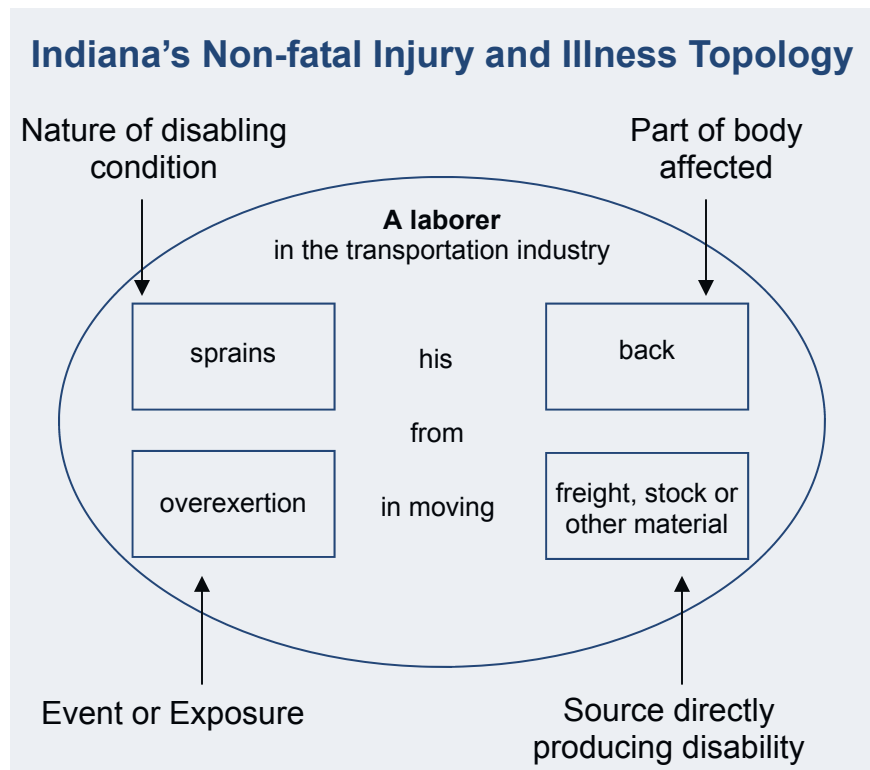 Indiana’s Non-fatal Injury and Illness Topology
Nature of disabling
condition
Part of body
affected
A laborer
in the transportation industry
sprains
his
back
from
overexertion
in moving
freight, stock or
other material
Event or Exposure
Source directly
producing disability